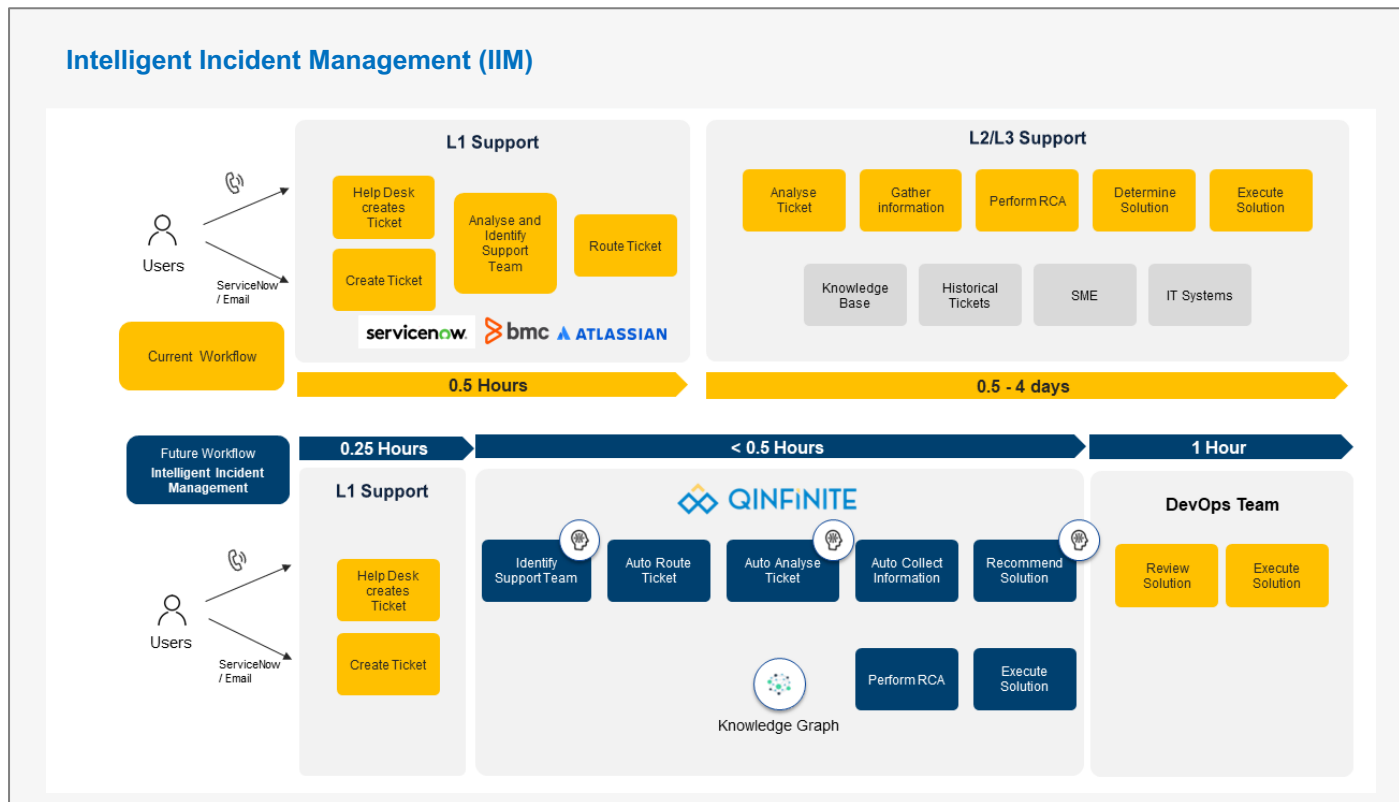 Intelligent Incident Management (IIM)
L1 Support
Help Desk
creates
Ticket
Create Ticket
Analyse and
Identify
Support
Team
Route Ticket
servicenow.
bmc
ATLASSIAN
Users
ServiceNow
/ Email
Current Workflow
0.5 Hours
L2/L3 Support
Analyse
Ticket
Gather
information
Perform RCA
Determine
Solution
Execute
Solution
Knowledge
Base
Historical
Tickets
SME
IT Systems
0.5 - 4 days
Future Workflow
Intelligent Incident
Management
0.25 Hours
< 0.5 Hours
1 Hour
L1 Support
Users
ServiceNow
/ Email
Help Desk
creates
Ticket
Create Ticket
QINFINITE
Identify
Support Team
Auto Route
Ticket
Auto Analyse
Ticket
Auto Collect
Information
Recommend
Solution
Knowledge Graph
Perform RCA
Execute
Solution
DevOps Team
Review
Solution
Execute
Solution